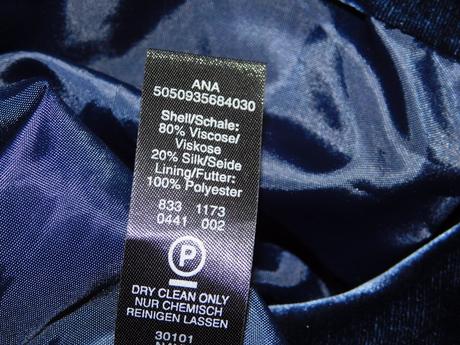 ANA
5050935684030
Shell/Schale:
80% Viscose/
Viskose
20% Silk/Seide
Lining/Futter:
100% Polyester
833 1173
0441 002
P
DRY CLEAN ONLY
NUR CHEMISCH
REINIGEN LASSEN
30101